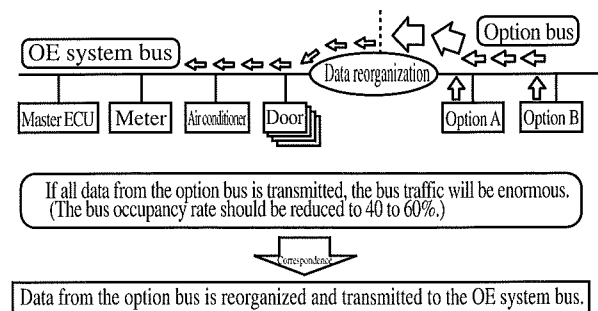 Option bus
OE system bus
Data reorganization
Master ECU
Meter
Air conditioner
Door
Option A
Option B
If all data from the option bus is transmitted, the bus traffic will be enormous.
(The bus occupancy rate should be reduced to 40 to 60%.)
Correspondence
Data from the option bus is reorganized and transmitted to the OE system bus.